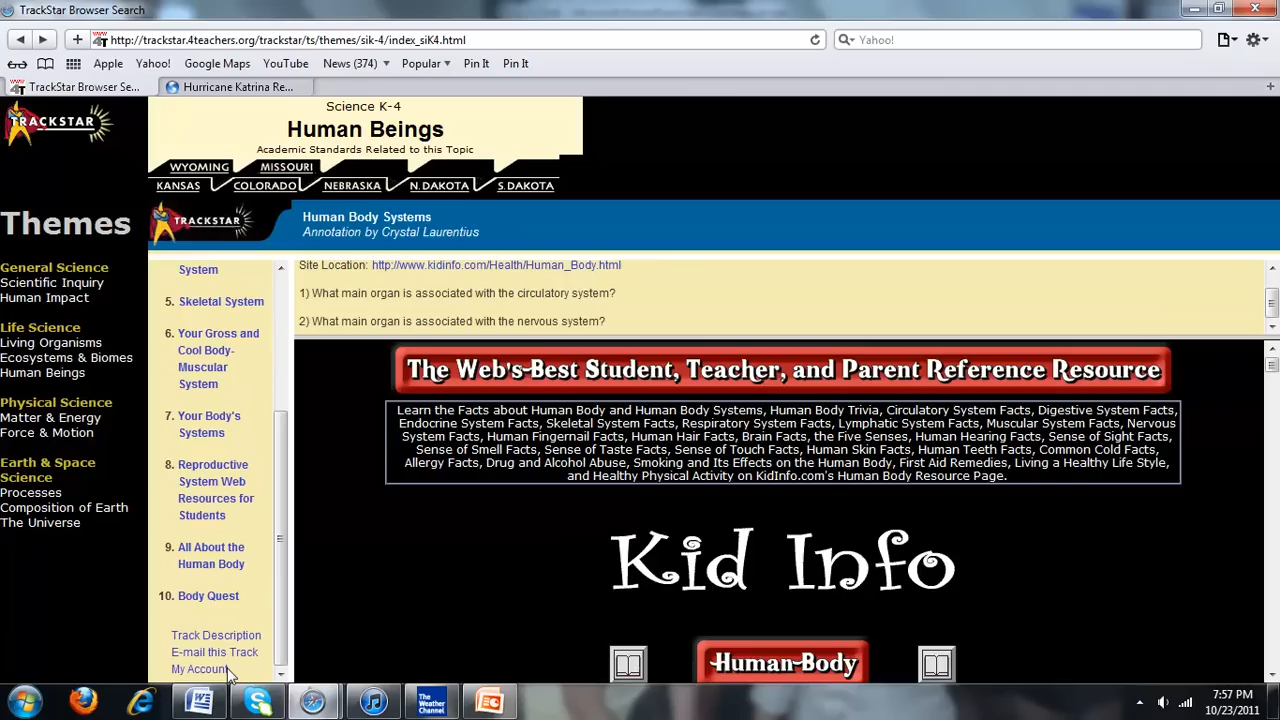 TrackStar Browser Search
http://trackstar.4teachers.org/trackstar/ts/themes/sik-4/index_siK4.html
Yahoo!
Apple
Yahoo!
Google Maps
YouTube
News (374)
Popular
Pin It
Pin It
TrackStar Browser Se...
Hurricane Katrina Re...
TRACKSTAR
Science K-4
Human Beings
Academic Standards Related to this Topic
WYOMING
MISSOURI
KANSAS
COLORADO
NEBRASKA
N.DAKOTA
S.DAKOTA
Themes
General Science
Scientific Inquiry
Human Impact
Life Science
Living Organisms
Ecosystems & Biomes
Human Beings
Physical Science
Matter & Energy
Force & Motion
Earth & Space
Science
Processes
Composition of Earth
The Universe
TRACKSTAR
Human Body Systems
Annotation by Crystal Laurentius
System
5. Skeletal System
6. Your Gross and
Cool Body-
Muscular
System
7. Your Body's
Systems
8. Reproductive
System Web
Resources for
Students
9. All About the
Human Body
10. Body Quest
Track Description
E-mail this Track
My Account
Site Location: http://www.kidinfo.com/Health/Human_Body.html
1) What main organ is associated with the circulatory system?
2) What main organ is associated with the nervous system?
The Web's-Best Student, Teacher, and Parent Reference Resource
Learn the Facts about Human Body and Human Body Systems, Human Body Trivia, Circulatory System Facts, Digestive System Facts,
Endocrine System Facts, Skeletal System Facts, Respiratory System Facts, Lymphatic System Facts, Muscular System Facts, Nervous
System Facts, Human Fingernail Facts, Human Hair Facts, Brain Facts, the Five Senses, Human Hearing Facts, Sense of Sight Facts,
Sense of Smell Facts, Sense of Taste Facts, Sense of Touch Facts, Human Skin Facts, Human Teeth Facts, Common Cold Facts,
Allergy Facts, Drug and Alcohol Abuse, Smoking and Its Effects on the Human Body, First Aid Remedies, Living a Healthy Life Style,
and Healthy Physical Activity on KidInfo.com's Human Body Resource Page.
Kid Info
Human-Body
The
Weather
Channel
7:57 PM
10/23/2011